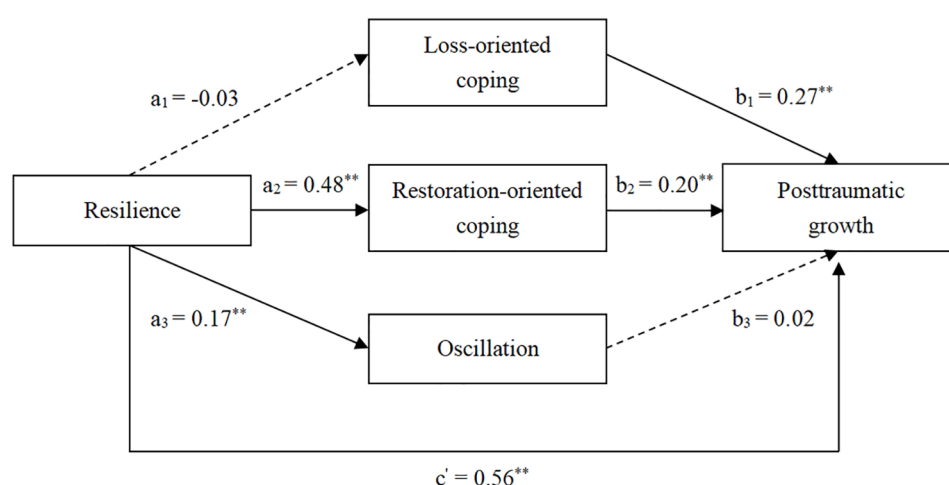 Loss-oriented
coping
a₁ = -0.03
b₁ = 0.27**
Resilience
a₂ = 0.48**
Restoration-oriented
coping
b₂ = 0.20**
Posttraumatic
growth
a₃ = 0.17**
Oscillation
b₃ = 0.02
c' = 0.56**